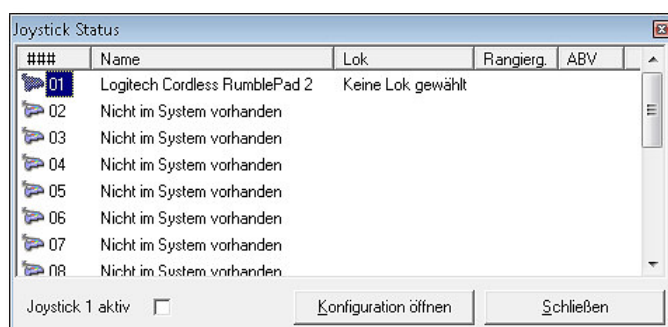 Joystick Status
### Name Lok Rangierg. ABV
01 Logitech Cordless RumblePad 2 Keine Lok gewählt
02 Nicht im System vorhanden
03 Nicht im System vorhanden
04 Nicht im System vorhanden
05 Nicht im System vorhanden
06 Nicht im System vorhanden
07 Nicht im System vorhanden
08 Nicht im System vorhanden
Joystick 1 aktiv Konfiguration öffnen Schließen